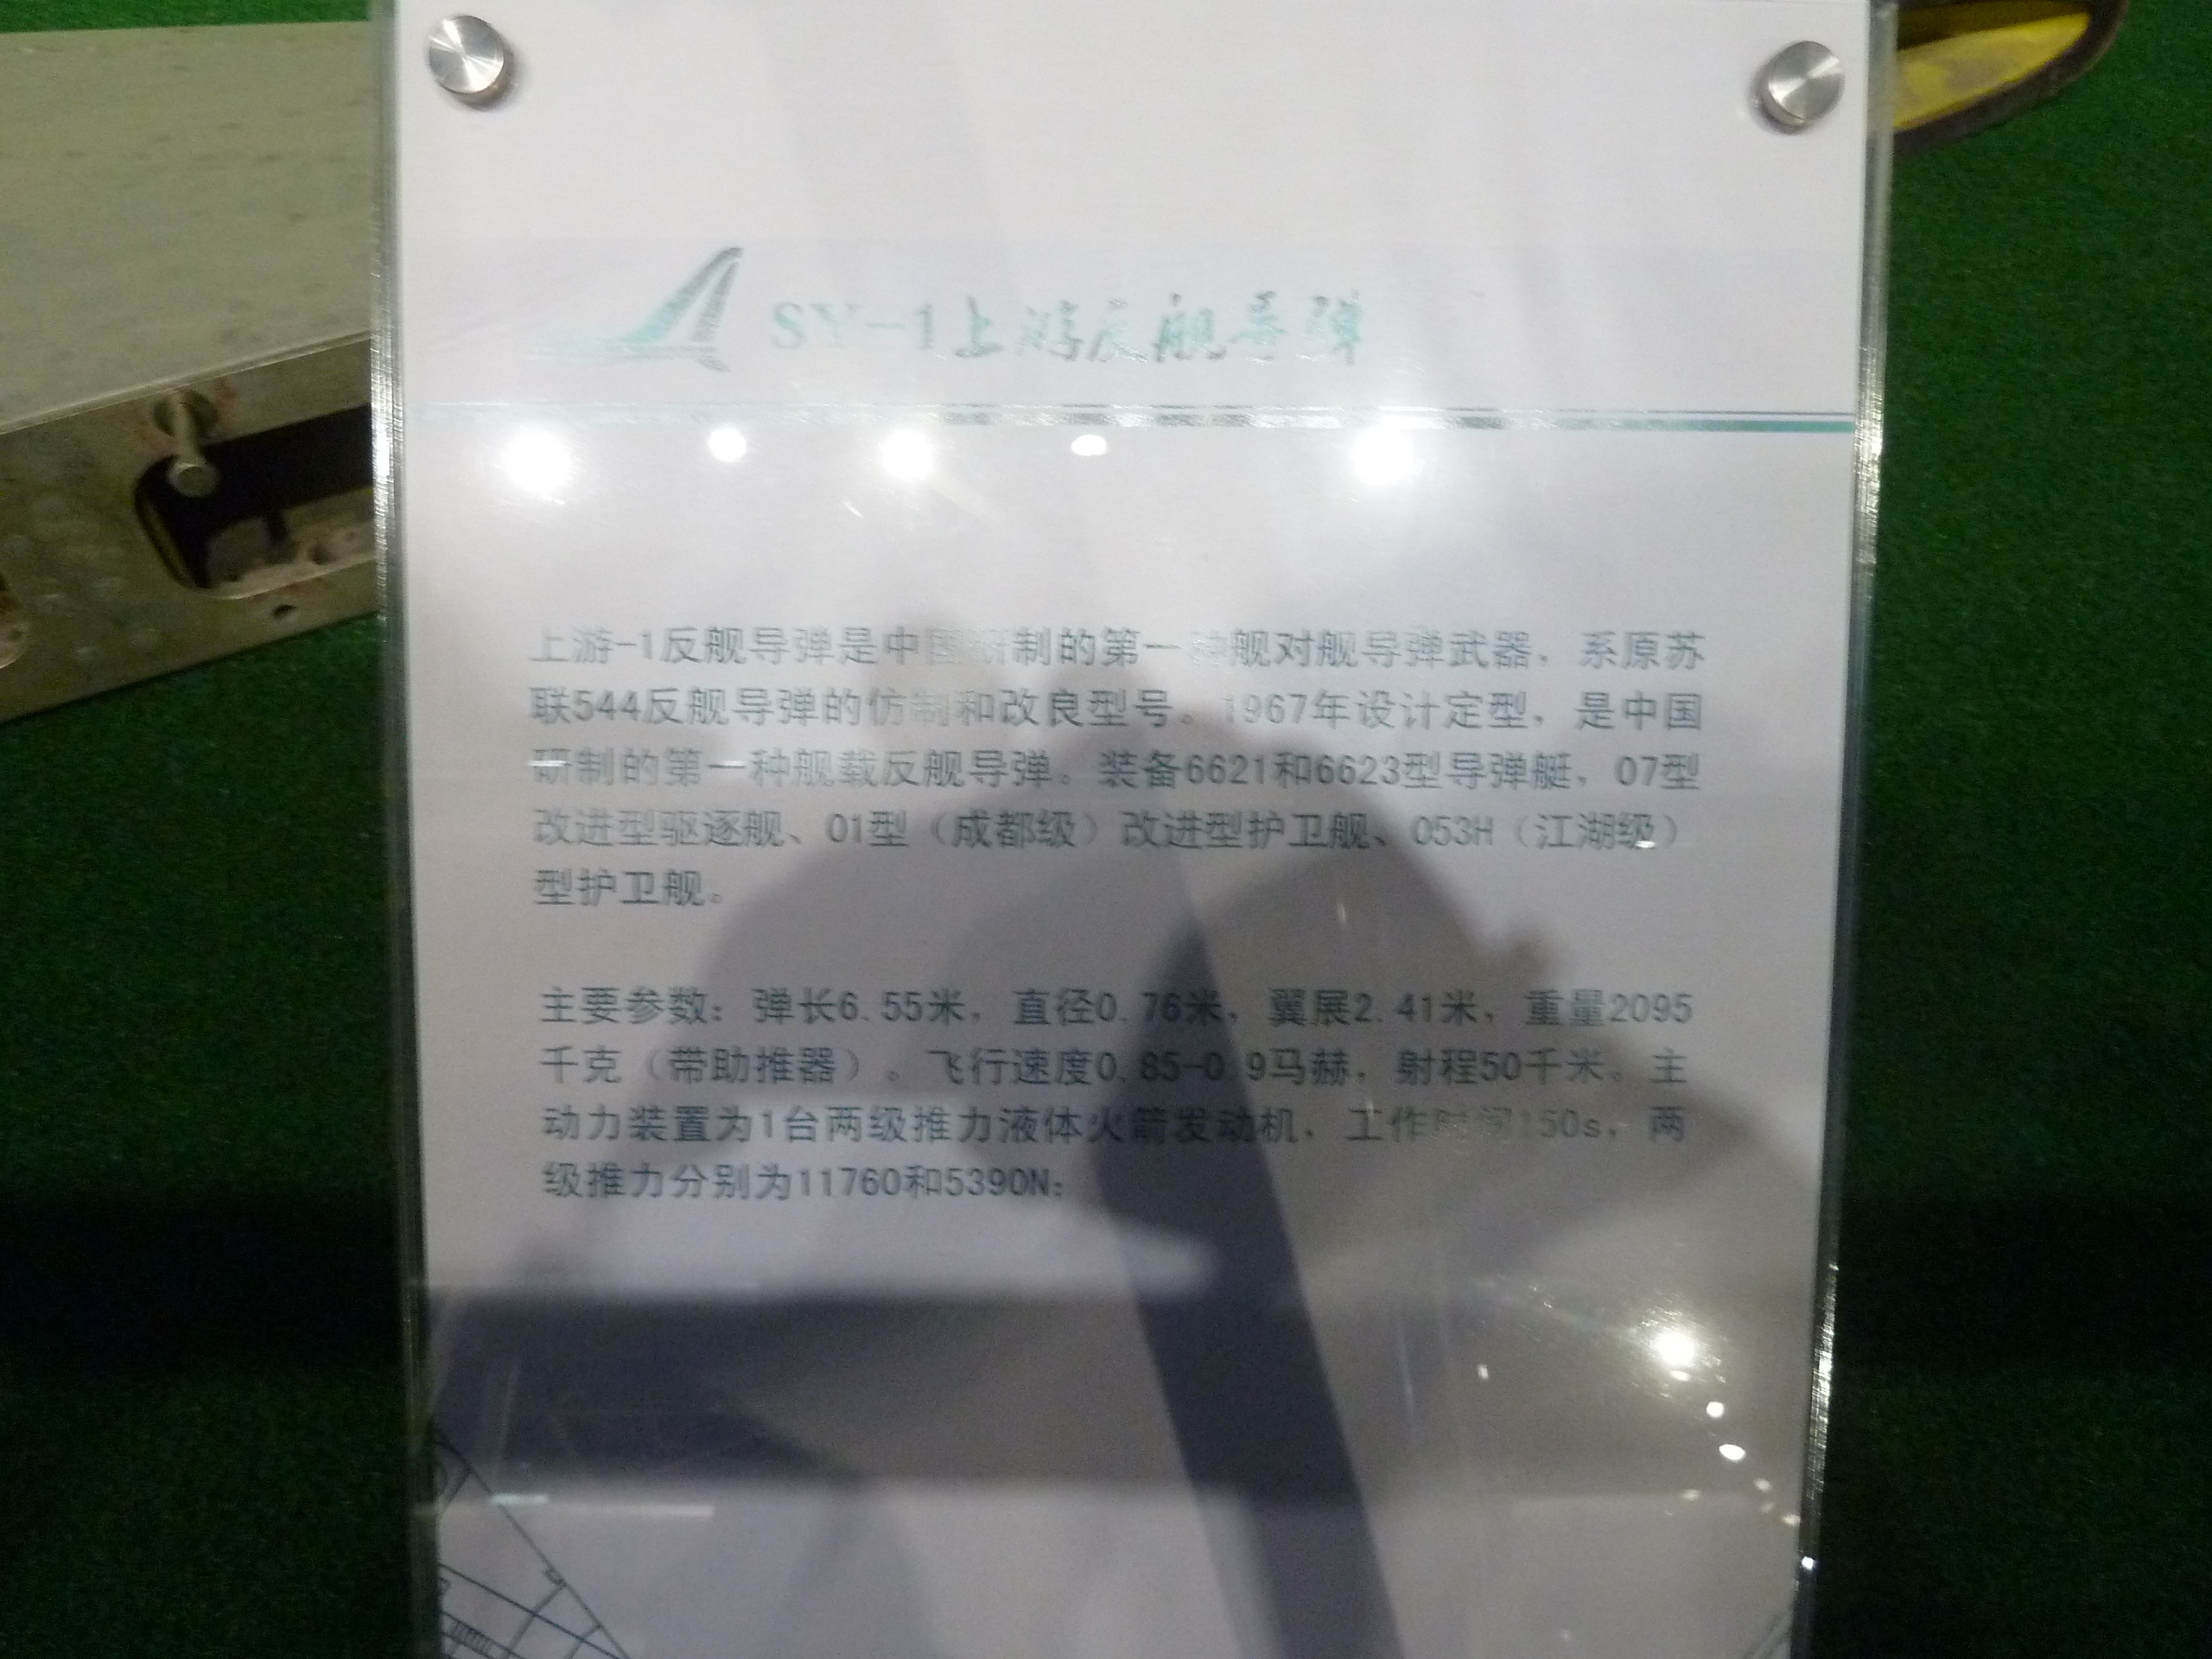 SY-1上游反舰导弹
上游-1反舰导弹是中国研制的第一种舰对舰导弹武器，系原苏
联544反舰导弹的仿制和改良型号。1967年设计定型，是中国
研制的第一种舰载反舰导弹。装备6621和6623型导弹艇，07型
改进型驱逐舰、01型（成都级）改进型护卫舰、053H（江湖级）
型护卫舰。
主要参数：弹长6.55米，直径0.76米，翼展2.41米，重量2095
千克（带助推器）。飞行速度0.85-0.9马赫，射程50千米。主
动力装置为1台两级推力液体火箭发动机，工作时间150s，两
级推力分别为11760和5390N；